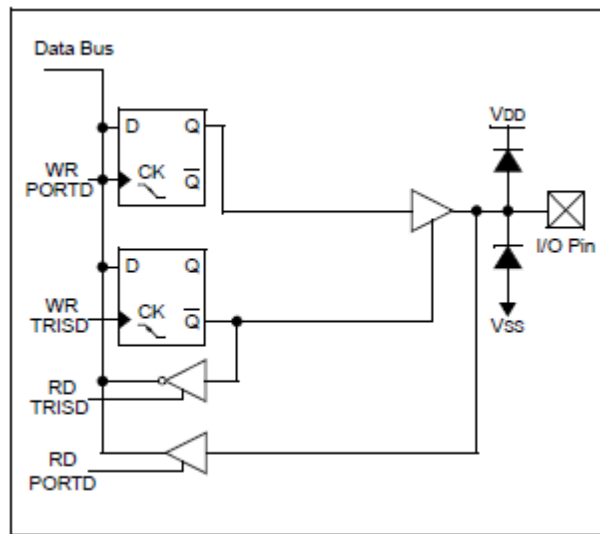 Data Bus
D Q
VDD
WR
PORTD
CK Q̅
I/O Pin
D Q
WR
TRISD
CK Q̅
VSS
RD
TRISD
RD
PORTD